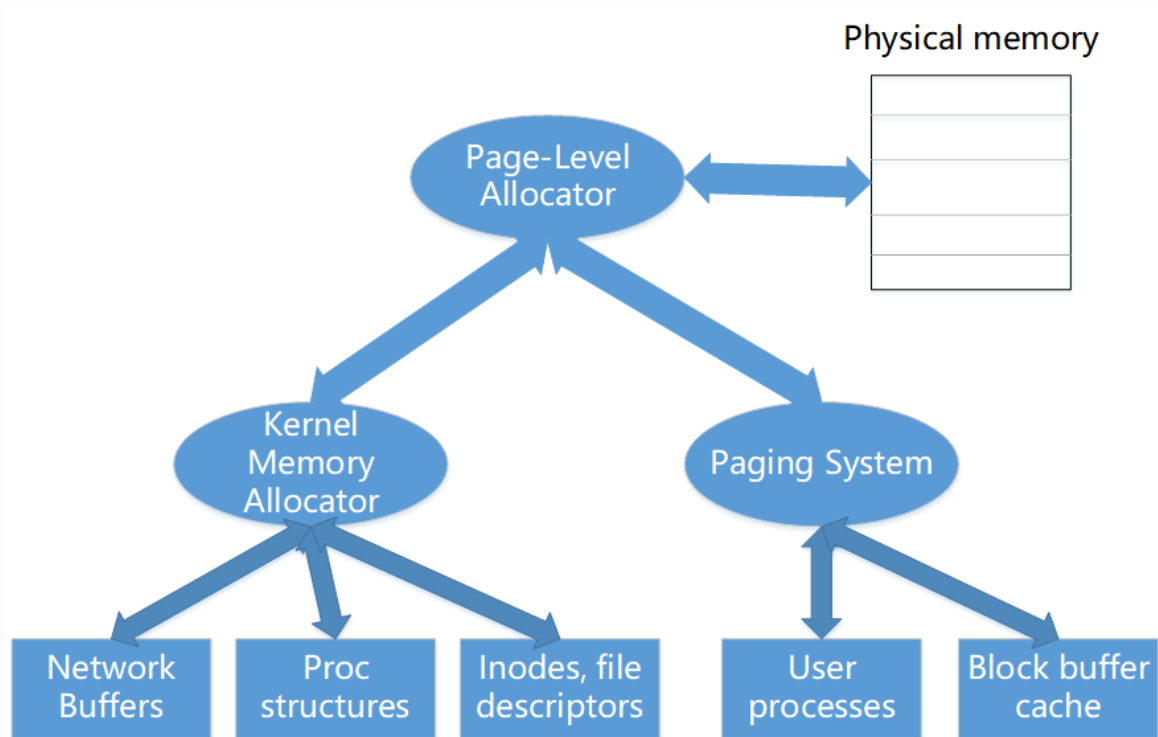 Physical memory
Page-Level
Allocator
Kernel
Memory
Allocator
Paging System
Network
Buffers
Proc
structures
Inodes, file
descriptors
User
processes
Block buffer
cache